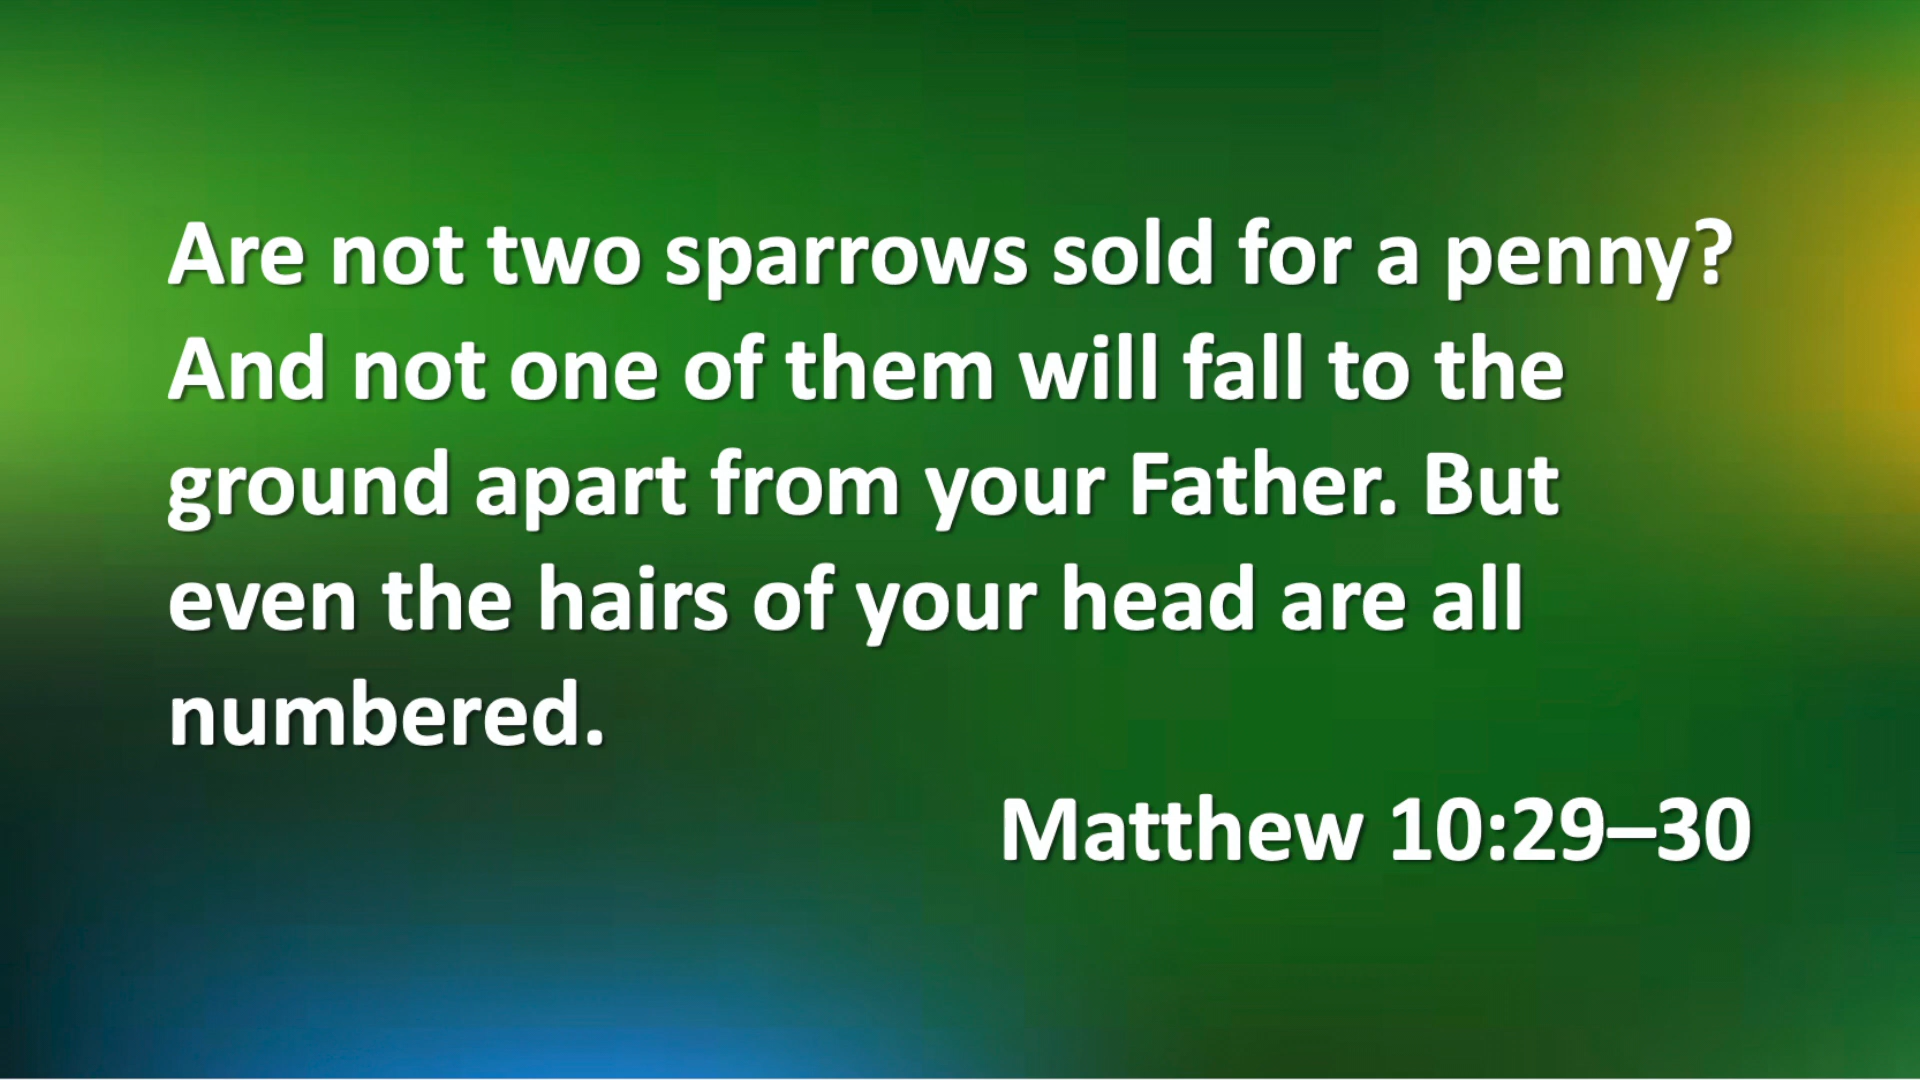 Are not two sparrows sold for a penny?
And not one of them will fall to the
ground apart from your Father. But
even the hairs of your head are all
numbered.
Matthew 10:29–30